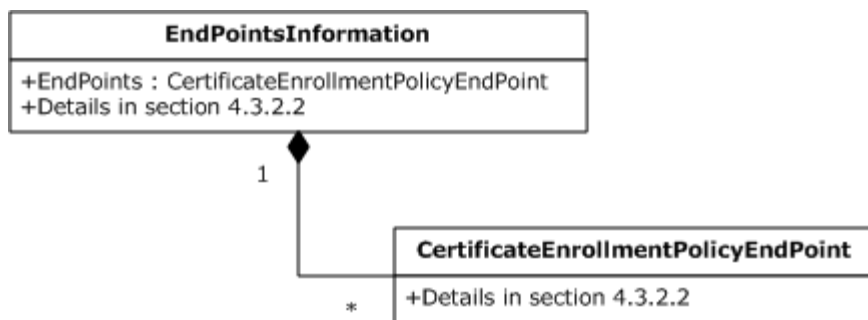 EndPointsInformation
+EndPoints : CertificateEnrollmentPolicyEndPoint
+Details in section 4.3.2.2
1
CertificateEnrollmentPolicyEndPoint
+Details in section 4.3.2.2
*